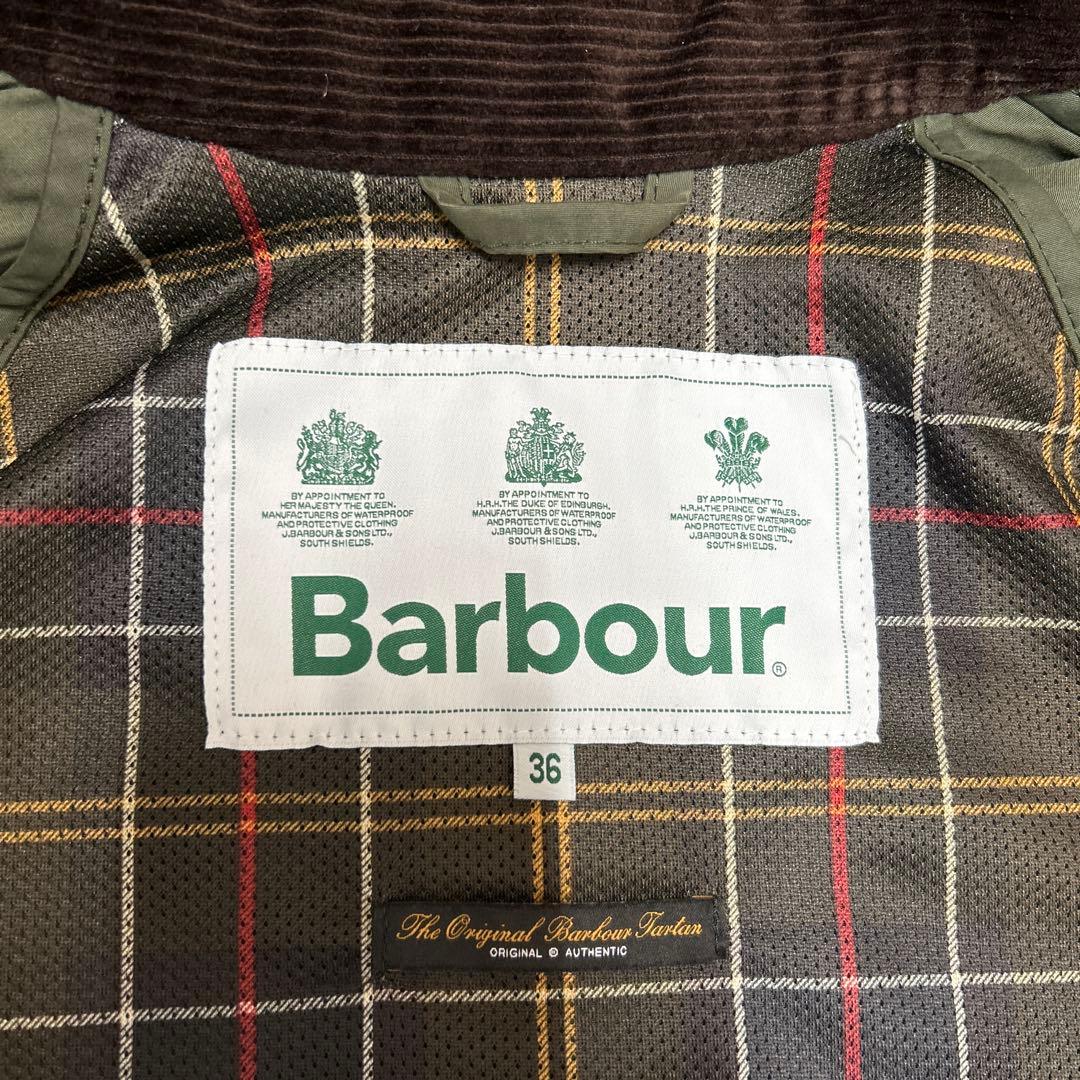 BY APPOINTMENT TO
HER MAJESTY THE QUEEN.
MANUFACTURERS OF WATERPROOF
AND PROTECTIVE CLOTHING
J.BARBOUR & SONS LTD.,
SOUTH SHIELDS.
BY APPOINTMENT TO
H.R.H. THE DUKE OF EDINBURGH.
MANUFACTURERS OF WATERPROOF
AND PROTECTIVE CLOTHING
J.BARBOUR & SONS LTD.,
SOUTH SHIELDS.
BY APPOINTMENT TO
H.R.H. THE PRINCE OF WALES.
MANUFACTURERS OF WATERPROOF
AND PROTECTIVE CLOTHING
J.BARBOUR & SONS LTD.,
SOUTH SHIELDS.
Barbour®
36
The Original Barbour Tartan
ORIGINAL ® AUTHENTIC